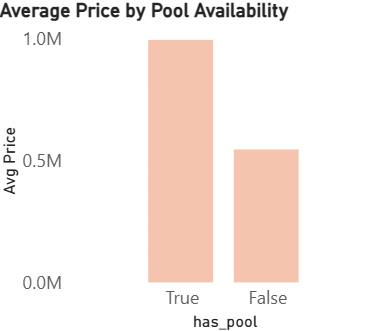 Average Price by Pool Availability
1.0M
0.5M
0.0M
Avg Price
True False
has_pool